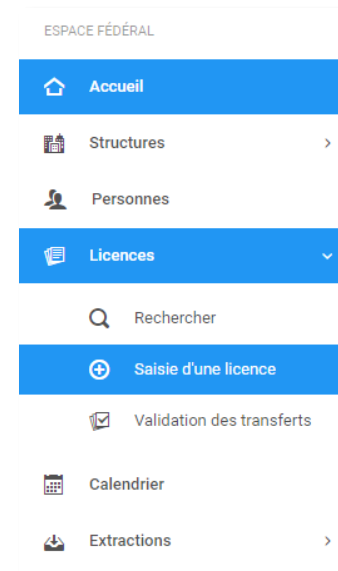 ESPACE FÉDÉRAL
Accueil
Structures
Personnes
Licences
Rechercher
Saisie d'une licence
Validation des transferts
Calendrier
Extractions